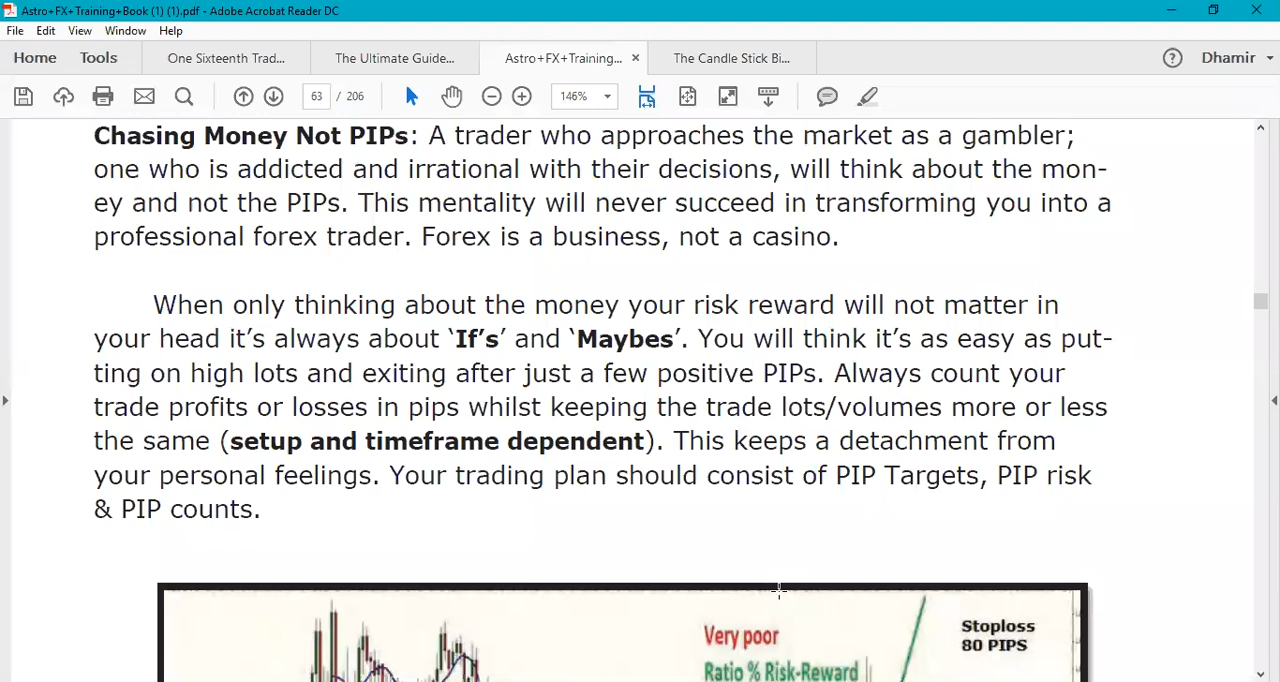 Astro+FX+Training+Book (1) (1).pdf - Adobe Acrobat Reader DC
File Edit View Window Help
Home Tools One Sixteenth Trad... The Ultimate Guide... Astro+FX+Training... × The Candle Stick Bi... Dhamir
63 / 206 146%
Chasing Money Not PIPs: A trader who approaches the market as a gambler;
one who is addicted and irrational with their decisions, will think about the mon-
ey and not the PIPs. This mentality will never succeed in transforming you into a
professional forex trader. Forex is a business, not a casino.
When only thinking about the money your risk reward will not matter in
your head it’s always about ‘If’s’ and ‘Maybes’. You will think it’s as easy as put-
ting on high lots and exiting after just a few positive PIPs. Always count your
trade profits or losses in pips whilst keeping the trade lots/volumes more or less
the same (setup and timeframe dependent). This keeps a detachment from
your personal feelings. Your trading plan should consist of PIP Targets, PIP risk
& PIP counts.
Very poor
Ratio % Risk-Reward
Stoploss
80 PIPS